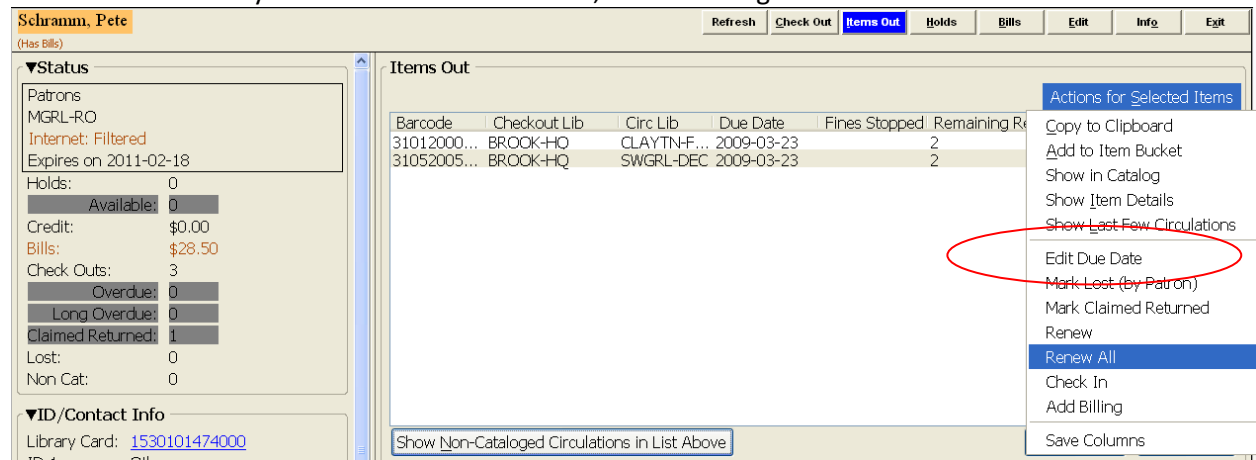 Schramm, Pete
(Has Bills)
Refresh Check Out Items Out Holds Bills Edit Info Exit
▼Status
Patrons
MGRL-RO
Internet: Filtered
Expires on 2011-02-18
Holds: 0
Available: 0
Credit: $0.00
Bills: $28.50
Check Outs: 3
Overdue: 0
Long Overdue: 0
Claimed Returned: 1
Lost: 0
Non Cat: 0
▼ID/Contact Info
Library Card: 1530101474000
Items Out
Actions for Selected Items
Barcode Checkout Lib Circ Lib Due Date Fines Stopped Remaining Re
31012000... BROOK-HQ CLAYTN-F... 2009-03-23 2
31052005... BROOK-HQ SWGRL-DEC 2009-03-23 2
Copy to Clipboard
Add to Item Bucket
Show in Catalog
Show Item Details
Show Last Few Circulations
Edit Due Date
Mark Lost (by Patron)
Mark Claimed Returned
Renew
Renew All
Check In
Add Billing
Save Columns
Show Non-Cataloged Circulations in List Above